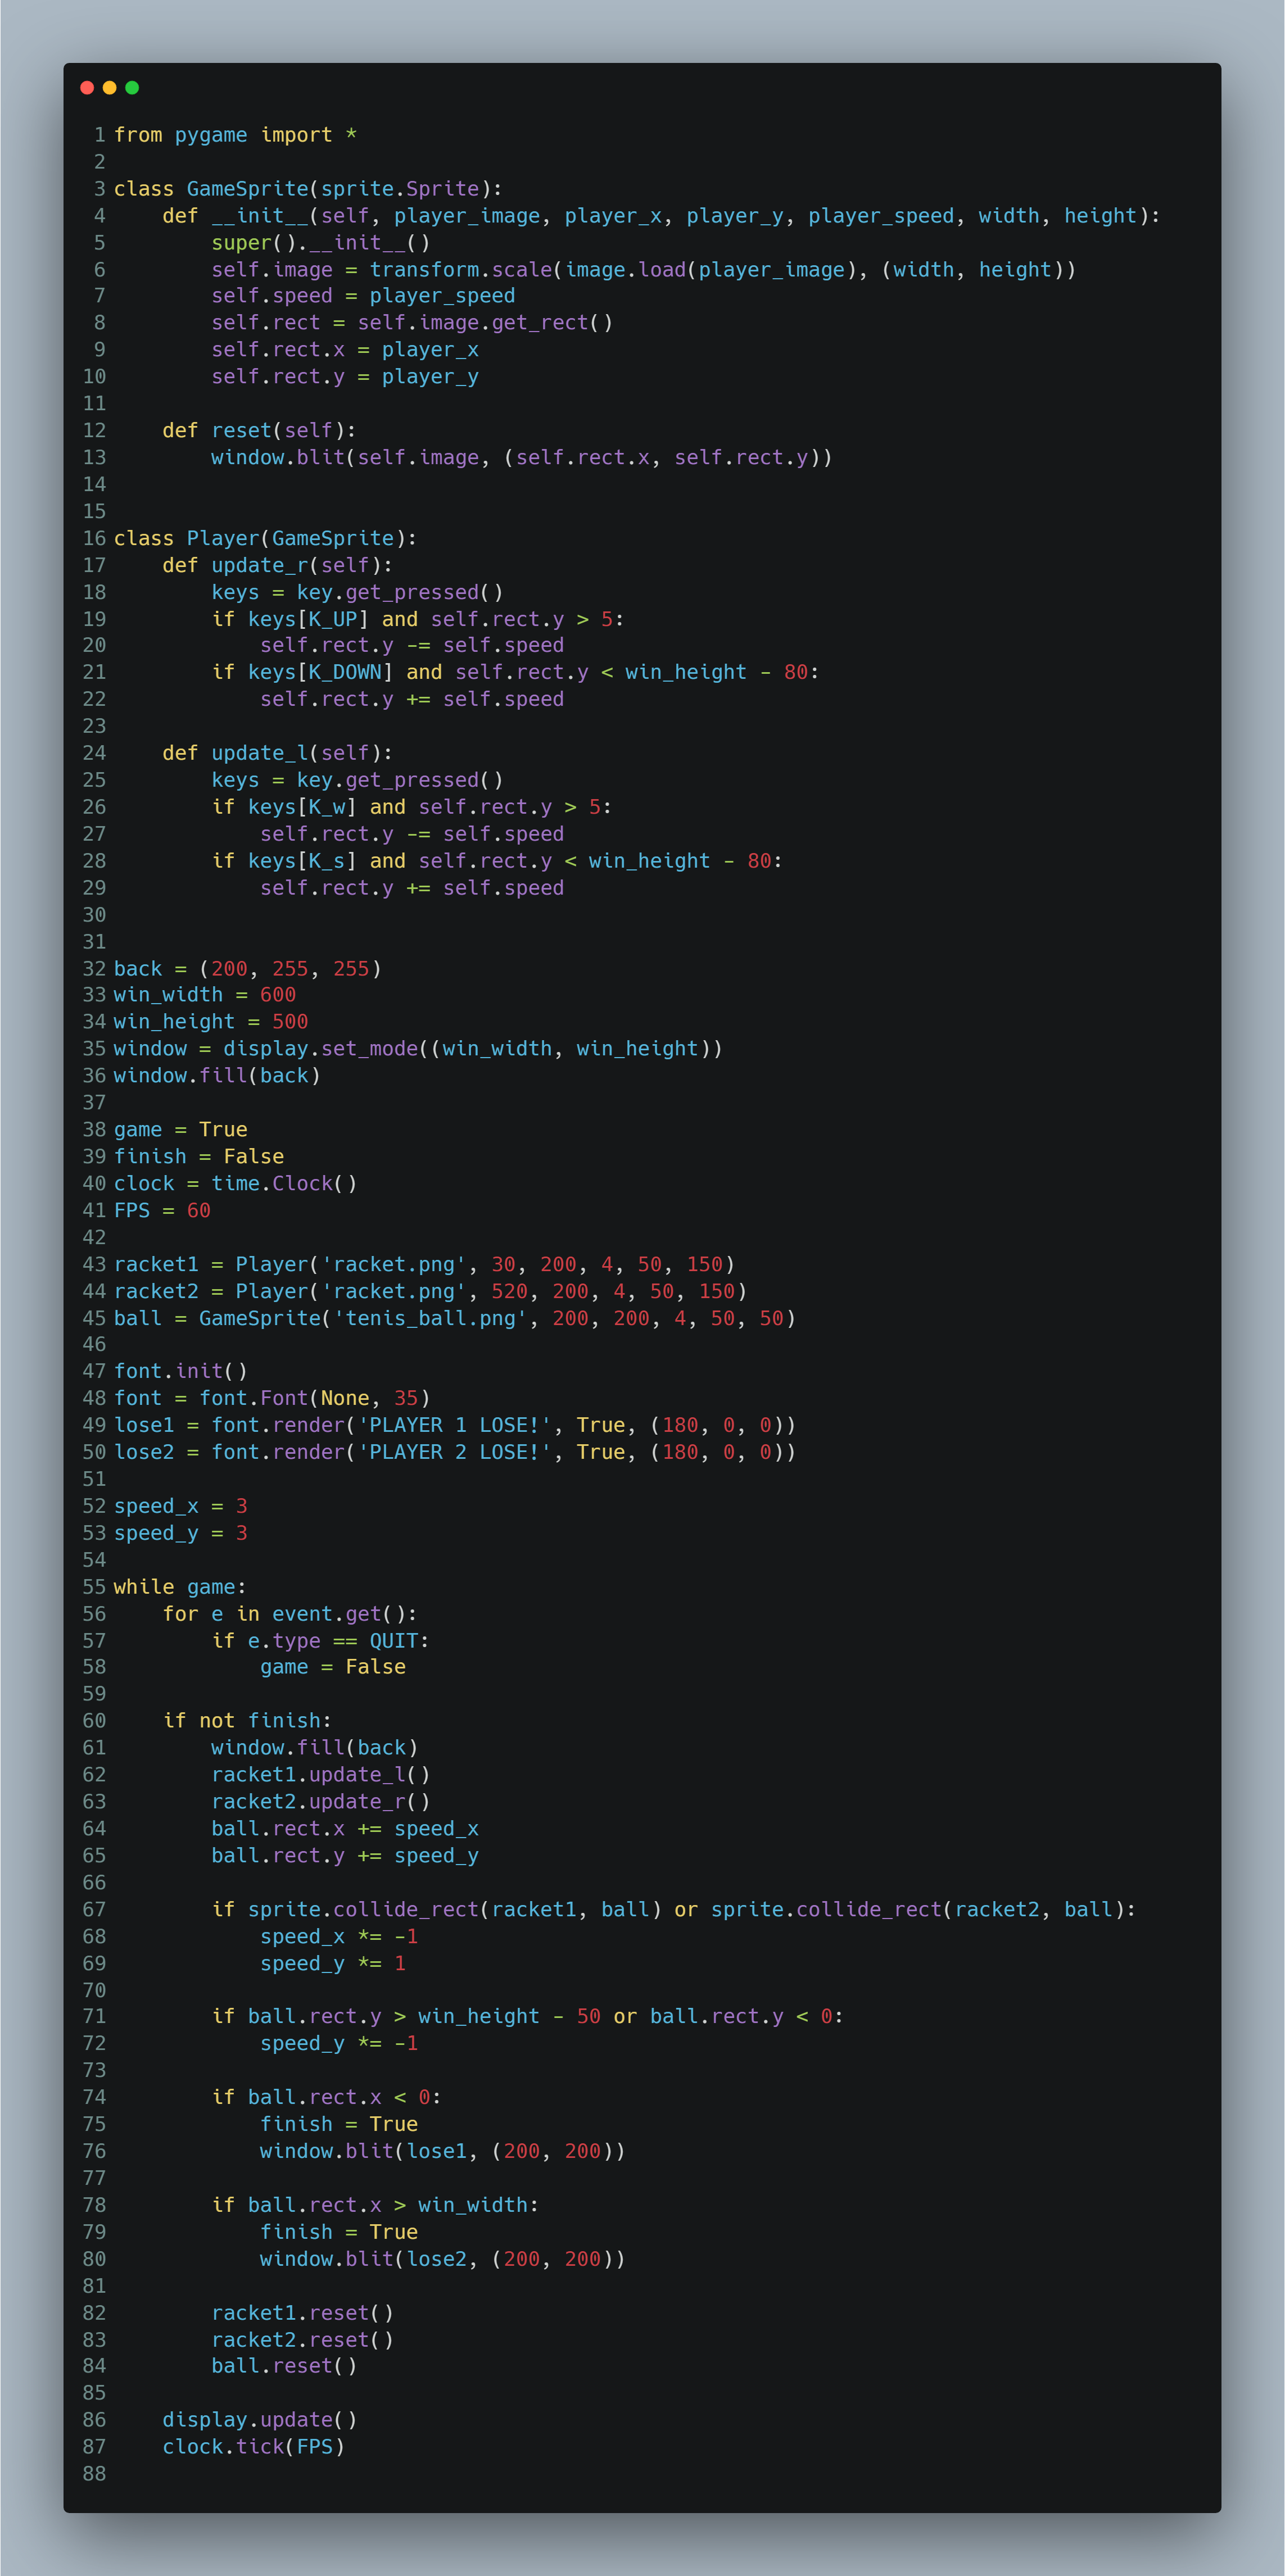 1 from pygame import *
2
3 class GameSprite(sprite.Sprite):
4     def __init__(self, player_image, player_x, player_y, player_speed, width, height):
5         super().__init__()
6         self.image = transform.scale(image.load(player_image), (width, height))
7         self.speed = player_speed
8         self.rect = self.image.get_rect()
9         self.rect.x = player_x
10         self.rect.y = player_y
11
12     def reset(self):
13         window.blit(self.image, (self.rect.x, self.rect.y))
14
15
16 class Player(GameSprite):
17     def update_r(self):
18         keys = key.get_pressed()
19         if keys[K_UP] and self.rect.y > 5:
20             self.rect.y -= self.speed
21         if keys[K_DOWN] and self.rect.y < win_height - 80:
22             self.rect.y += self.speed
23
24     def update_l(self):
25         keys = key.get_pressed()
26         if keys[K_w] and self.rect.y > 5:
27             self.rect.y -= self.speed
28         if keys[K_s] and self.rect.y < win_height - 80:
29             self.rect.y += self.speed
30
31
32 back = (200, 255, 255)
33 win_width = 600
34 win_height = 500
35 window = display.set_mode((win_width, win_height))
36 window.fill(back)
37
38 game = True
39 finish = False
40 clock = time.Clock()
41 FPS = 60
42
43 racket1 = Player('racket.png', 30, 200, 4, 50, 150)
44 racket2 = Player('racket.png', 520, 200, 4, 50, 150)
45 ball = GameSprite('tenis_ball.png', 200, 200, 4, 50, 50)
46
47 font.init()
48 font = font.Font(None, 35)
49 lose1 = font.render('PLAYER 1 LOSE!', True, (180, 0, 0))
50 lose2 = font.render('PLAYER 2 LOSE!', True, (180, 0, 0))
51
52 speed_x = 3
53 speed_y = 3
54
55 while game:
56     for e in event.get():
57         if e.type == QUIT:
58             game = False
59
60     if not finish:
61         window.fill(back)
62         racket1.update_l()
63         racket2.update_r()
64         ball.rect.x += speed_x
65         ball.rect.y += speed_y
66
67         if sprite.collide_rect(racket1, ball) or sprite.collide_rect(racket2, ball):
68             speed_x *= -1
69             speed_y *= 1
70
71         if ball.rect.y > win_height - 50 or ball.rect.y < 0:
72             speed_y *= -1
73
74         if ball.rect.x < 0:
75             finish = True
76             window.blit(lose1, (200, 200))
77
78         if ball.rect.x > win_width:
79             finish = True
80             window.blit(lose2, (200, 200))
81
82         racket1.reset()
83         racket2.reset()
84         ball.reset()
85
86     display.update()
87     clock.tick(FPS)
88